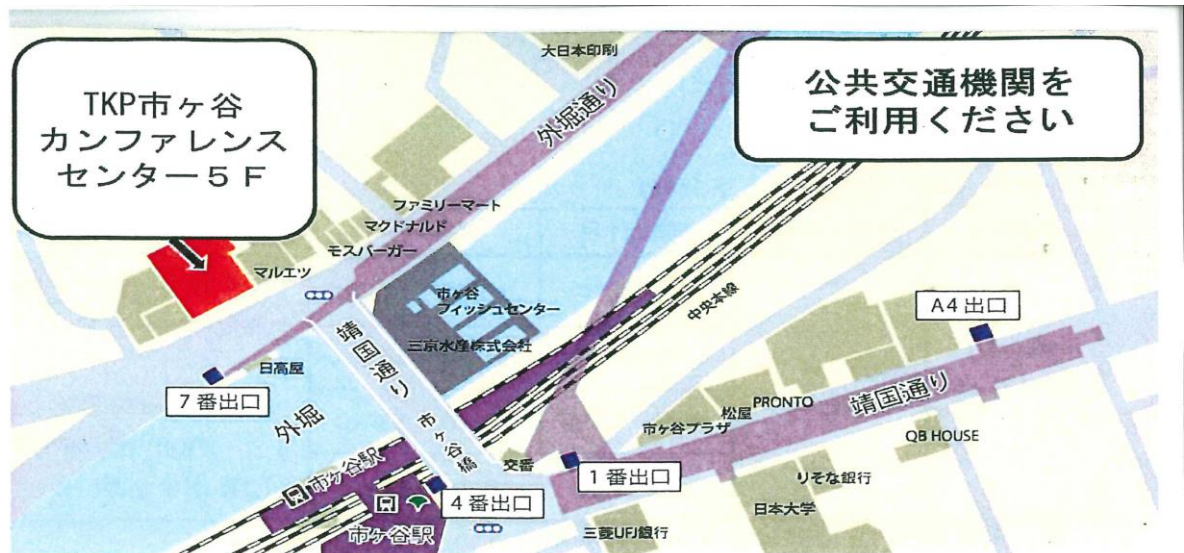 TKP市ヶ谷
カンファレンス
センター５Ｆ
公共交通機関を
ご利用ください
大日本印刷
外堀通り
ファミリーマート
マクドナルド
モスバーガー
マルエツ
市ヶ谷
フィッシュセンター
三京水産株式会社
中央本線
A4 出口
靖国通り
日高屋
7 番出口
外堀
市ヶ谷橋
靖国通り
PRONTO
松屋
市ヶ谷プラザ
QB HOUSE
交番
1 番出口
りそな銀行
日本大学
市ヶ谷駅
4 番出口
市ヶ谷駅
三菱UFJ銀行